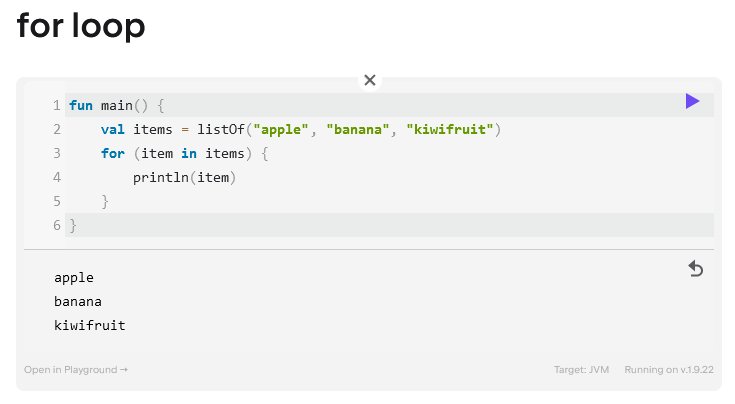 for loop
1 fun main() {
2     val items = listOf("apple", "banana", "kiwifruit")
3     for (item in items) {
4         println(item)
5     }
6 }
apple
banana
kiwifruit
Open in Playground → Target: JVM Running on v.1.9.22